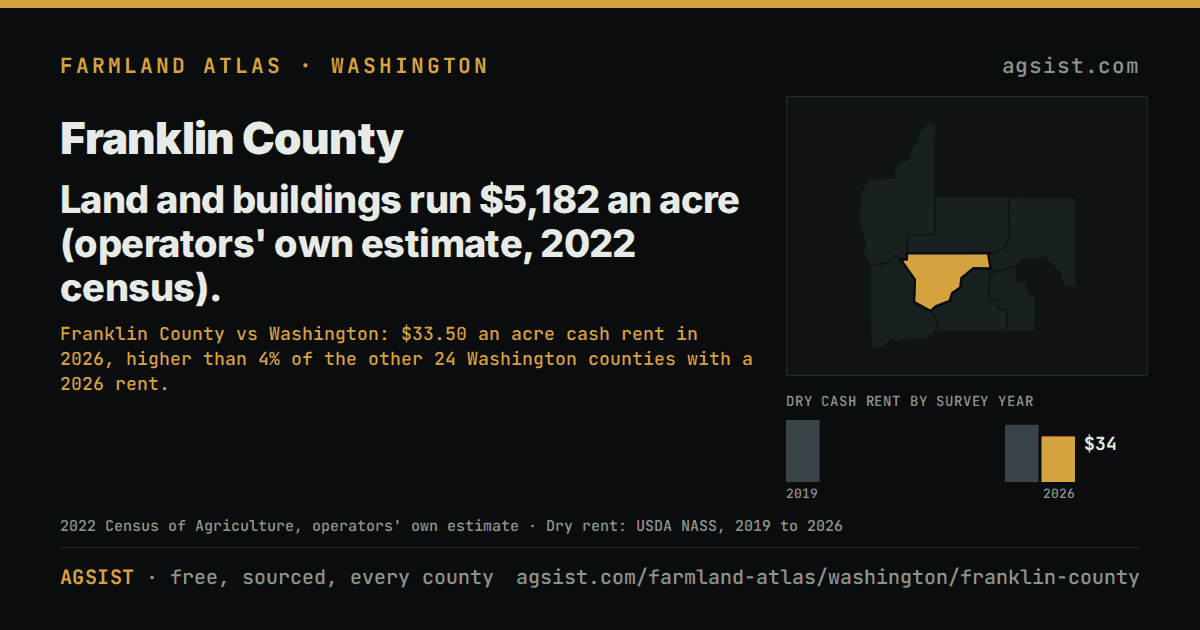 FARMLAND ATLAS · WASHINGTON
agsist.com
Franklin County
Land and buildings run $5,182 an acre
(operators' own estimate, 2022
census).
Franklin County vs Washington: $33.50 an acre cash rent in
2026, higher than 4% of the other 24 Washington counties with a
2026 rent.
DRY CASH RENT BY SURVEY YEAR
$34
2019
2026
2022 Census of Agriculture, operators' own estimate · Dry rent: USDA NASS, 2019 to 2026
AGSIST · free, sourced, every county
agsist.com/farmland-atlas/washington/franklin-county